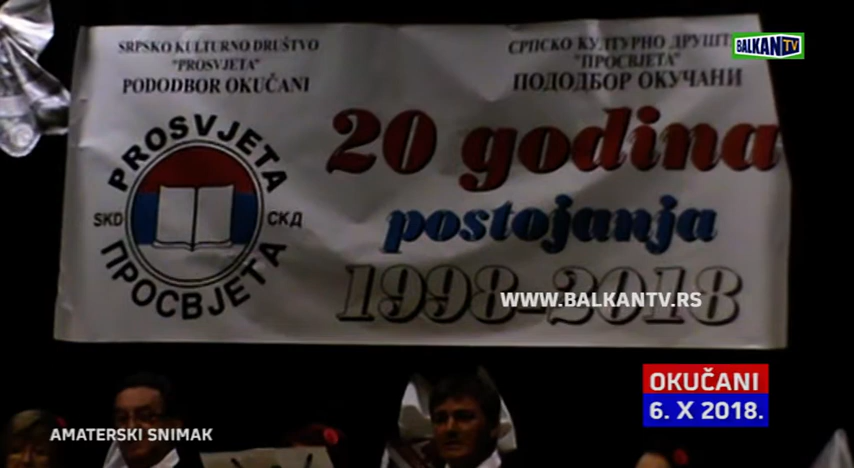 SRPSKO KULTURNO DRUŠTVO
"PROSVJETA"
PODODBOR OKUČANI
СРПСКО КУЛТУРНО ДРУШТ
"ПРОСВЈЕТА"
ПОДОДБОР ОКУЧАНИ
BALKAN TV
PROSVJETA
SKD СКД
ПРОСВЈЕТА
20 godina
postojanja
1998-2018
WWW.BALKANTV.RS
OKUČANI
6. X 2018.
AMATERSKI SNIMAK